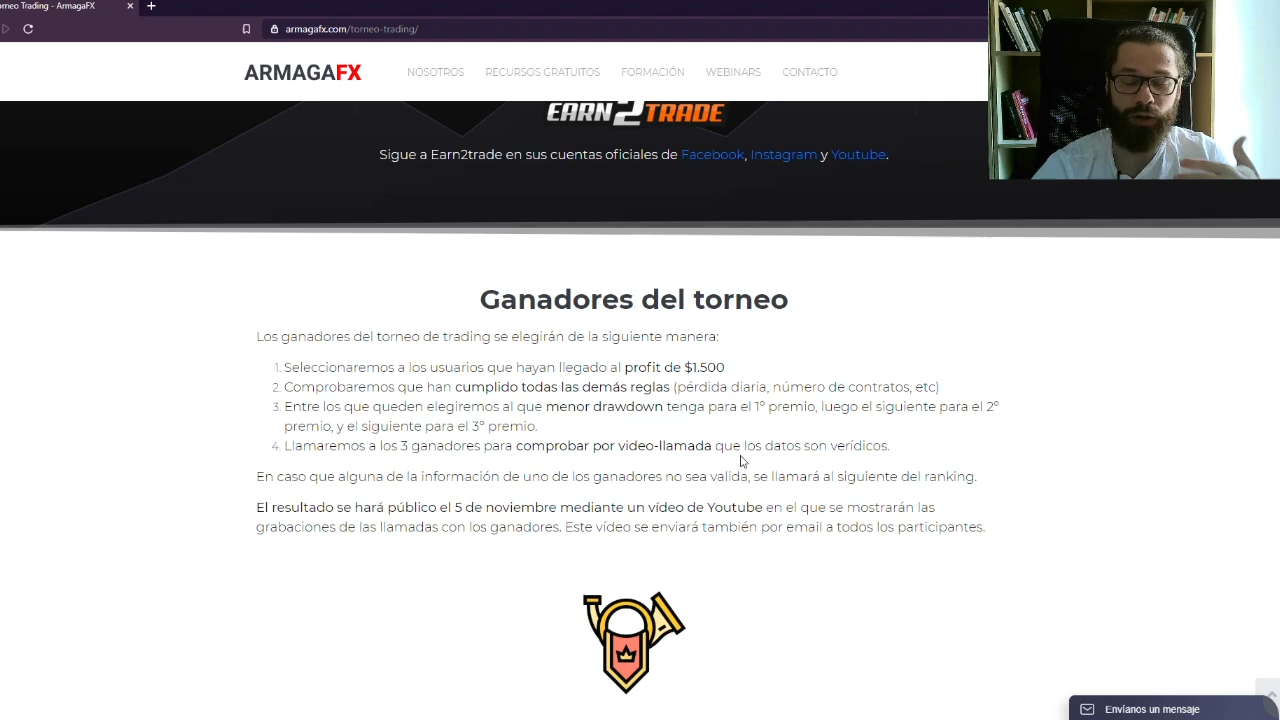 orneo Trading - ArmagaFX
armagafx.com/torneo-trading/
ARMAGAFX NOSOTROS RECURSOS GRATUITOS FORMACIÓN WEBINARS CONTACTO
EARN2TRADE
Sigue a Earn2trade en sus cuentas oficiales de Facebook, Instagram y Youtube.
Ganadores del torneo
Los ganadores del torneo de trading se elegirán de la siguiente manera:
1. Seleccionaremos a los usuarios que hayan llegado al profit de $1.500
2. Comprobaremos que han cumplido todas las demás reglas (pérdida diaria, número de contratos, etc)
3. Entre los que queden elegiremos al que menor drawdown tenga para el 1º premio, luego el siguiente para el 2º
premio, y el siguiente para el 3º premio.
4. Llamaremos a los 3 ganadores para comprobar por video-llamada que los datos son verídicos.
En caso que alguna de la información de uno de los ganadores no sea valida, se llamará al siguiente del ranking.
El resultado se hará público el 5 de noviembre mediante un vídeo de Youtube en el que se mostrarán las
grabaciones de las llamadas con los ganadores. Este vídeo se enviará también por email a todos los participantes.
Envíanos un mensaje